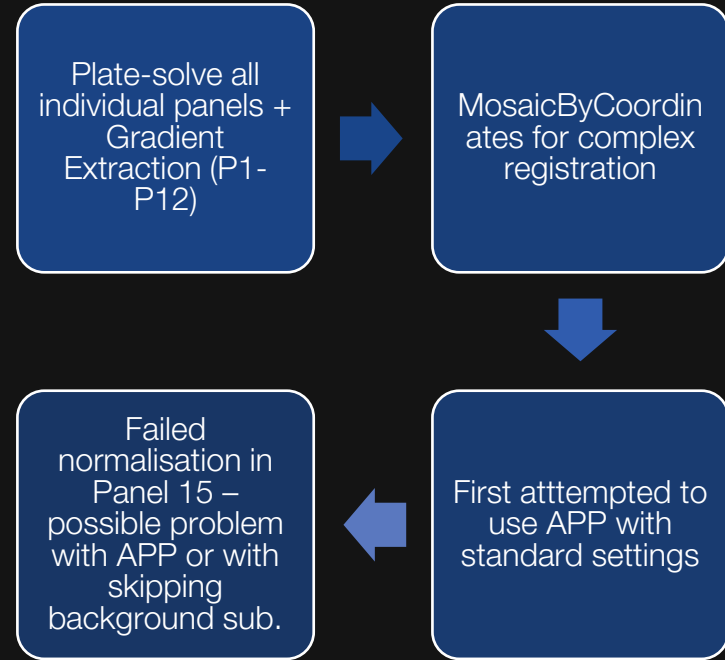 Plate-solve all
individual panels +
Gradient
Extraction (P1-
P12)
MosaicByCoordin
ates for complex
registration
First atttempted to
use APP with
standard settings
Failed
normalisation in
Panel 15 –
possible problem
with APP or with
skipping
background sub.